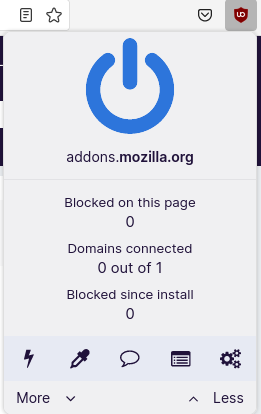 addons.mozilla.org
Blocked on this page
0
Domains connected
0 out of 1
Blocked since install
0
More Less